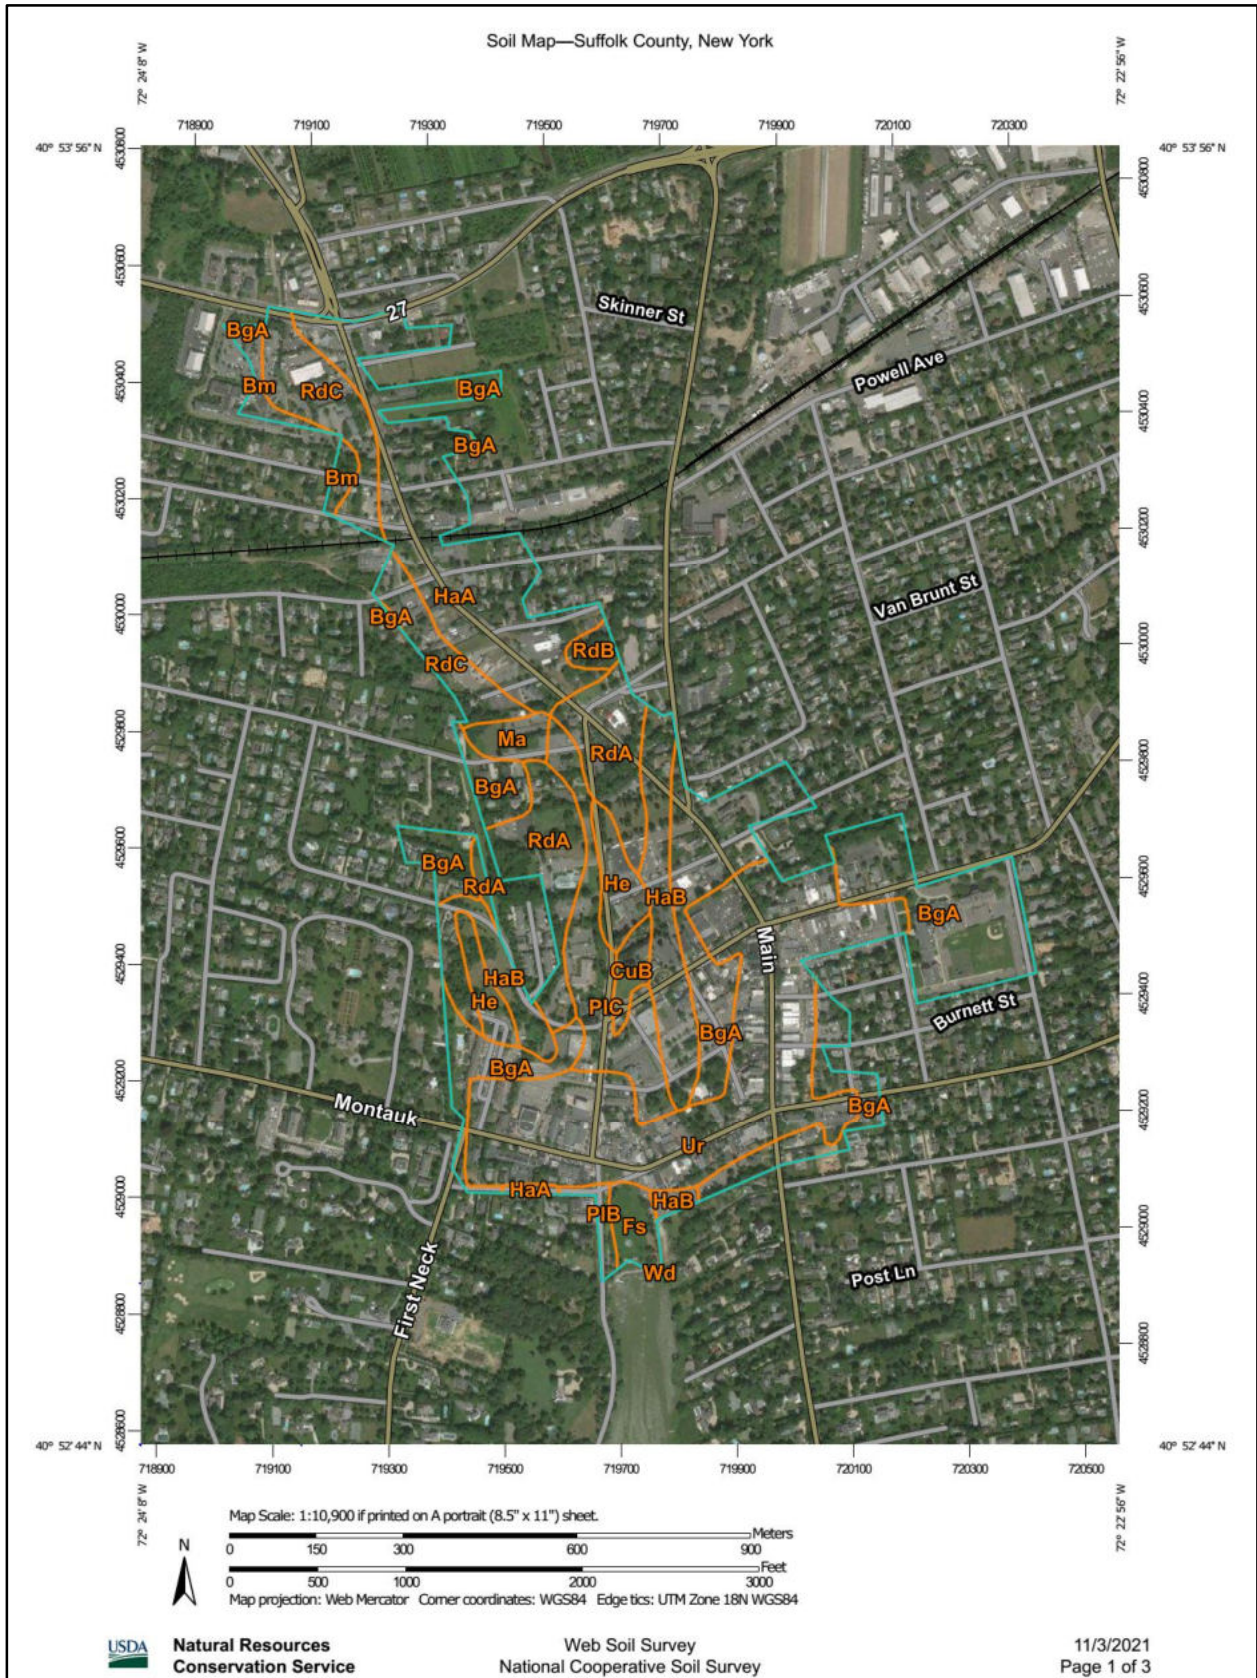 Soil Map—Suffolk County, New York
72° 24' 8" W
72° 22' 56" W
718900 719100 719300 719500 719700 719900 720100 720300
40° 53' 56" N
40° 53' 56" N
4530800
4530800
4530600
4530600
27
Skinner St
BgA
Powell Ave
4530400
Bm
RdC
BgA
4530400
BgA
Bm
4530200
4530200
HaA
Van Brunt St
4530000
BgA
RdB
4530000
RdC
4529800
Ma
RdA
4529800
BgA
RdA
4529600
BgA
RdA
He
HaB
4529600
BgA
Main
4529400
HaB
CuB
He
PlC
4529400
Burnett St
BgA
BgA
4529200
Montauk
BgA
4529200
Ur
HaA
HaB
4529000
PlB
Fs
4529000
Wd
Post Ln
First Neck
4528800
4528800
4528600
40° 52' 44" N
40° 52' 44" N
718900 719100 719300 719500 719700 719900 720100 720300 720500
72° 24' 8" W
72° 22' 56" W
Map Scale: 1:10,900 if printed on A portrait (8.5" x 11") sheet.
N
Meters
0 150 300 600 900
Feet
0 500 1000 2000 3000
Map projection: Web Mercator Corner coordinates: WGS84 Edge tics: UTM Zone 18N WGS84
USDA
Natural Resources
Conservation Service
Web Soil Survey
National Cooperative Soil Survey
11/3/2021
Page 1 of 3